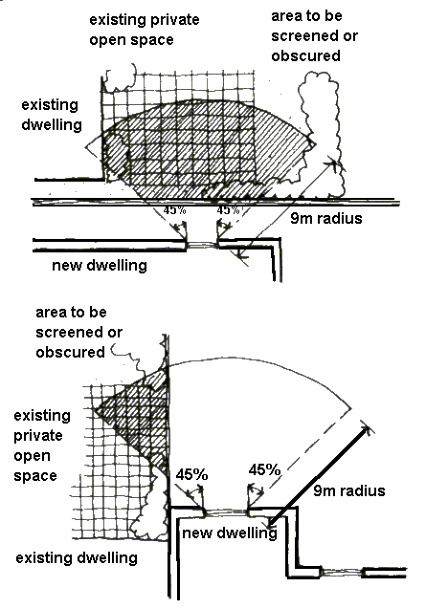 existing private
open space
area to be
screened or
obscured
existing
dwelling
45%
45%
9m radius
new dwelling
area to be
screened or
obscured
existing
private
open
space
45%
45%
9m radius
new dwelling
existing dwelling